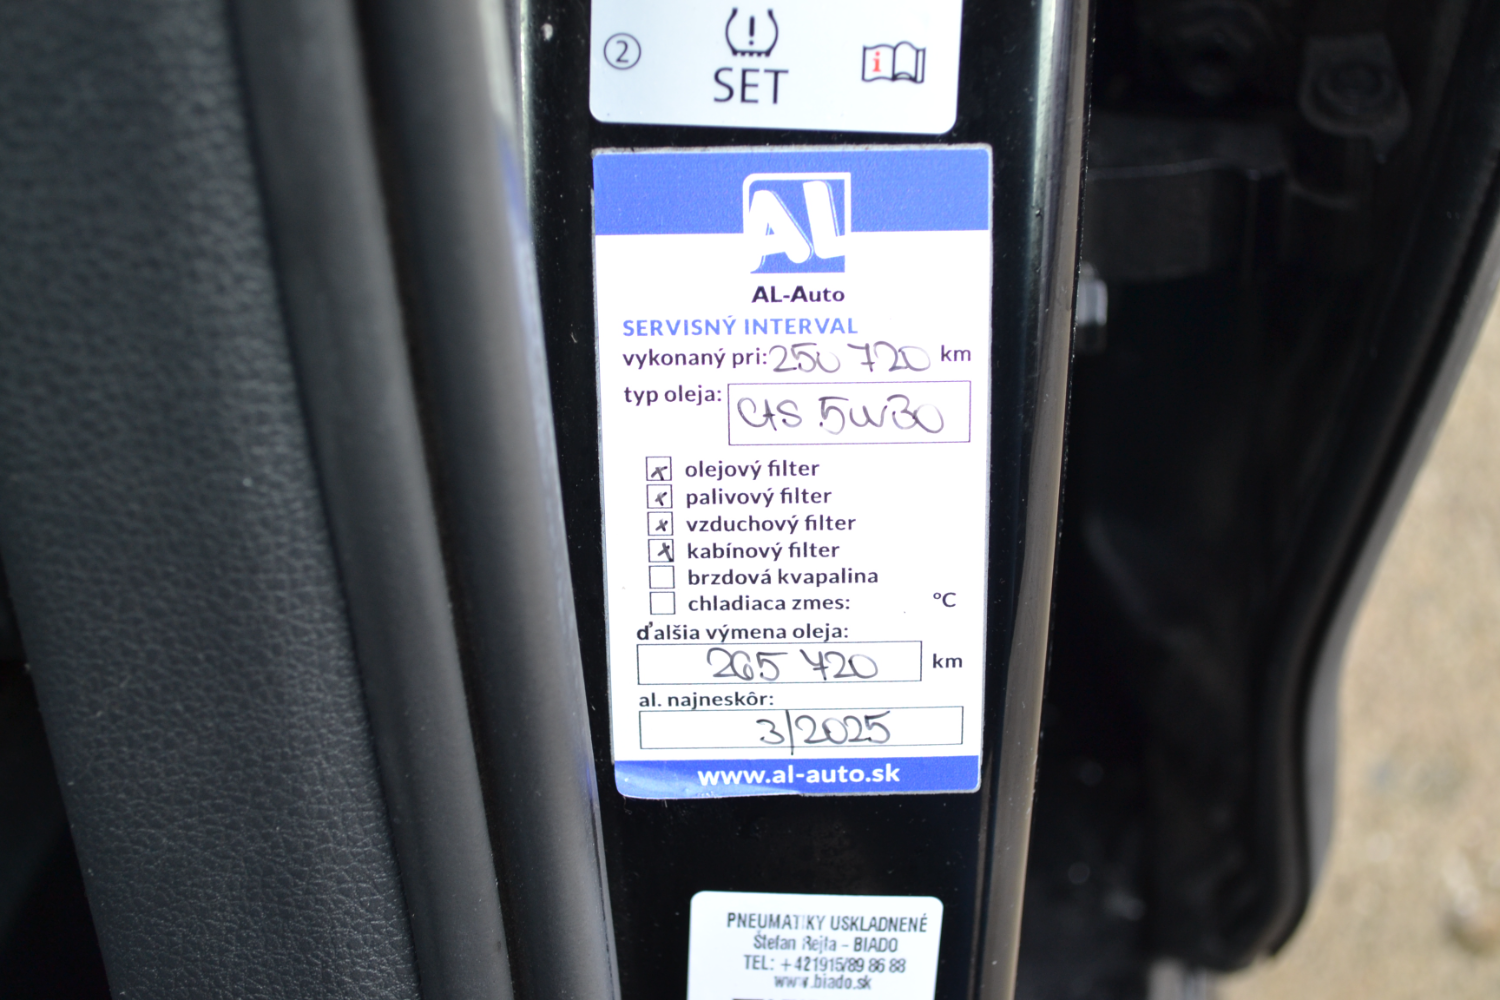 2
SET
i
AL
AL-Auto
SERVISNÝ INTERVAL
vykonaný pri: 250 720 km
typ oleja: CAS 5W30
olejový filter
palivový filter
vzduchový filter
kabínový filter
brzdová kvapalina
chladiaca zmes: °C
ďalšia výmena oleja:
265 720 km
al. najneskôr:
3/2025
www.al-auto.sk
PNEUMATIKY USKLADNENÉ
Štefan Rejta - BIADO
TEL: +421915/89 86 88
www.biado.sk